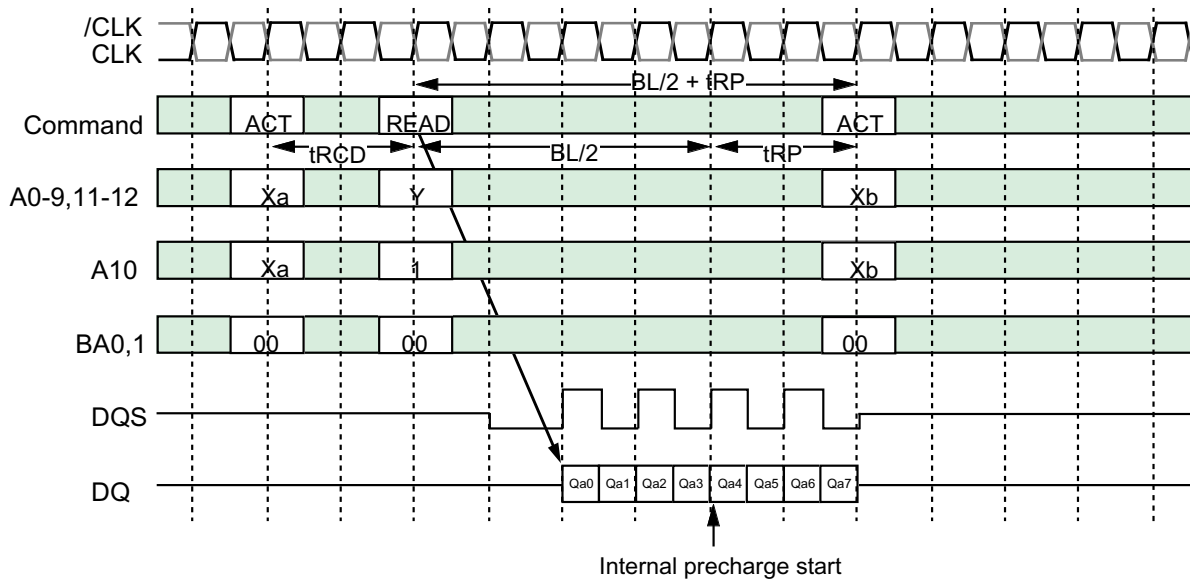 /CLK
CLK
BL/2 + tRP
Command ACT READ ACT
tRCD BL/2 tRP
A0-9,11-12 Xa Y Xb
A10 Xa 1 Xb
BA0,1 00 00 00
DQS
DQ Qa0 Qa1 Qa2 Qa3 Qa4 Qa5 Qa6 Qa7
Internal precharge start